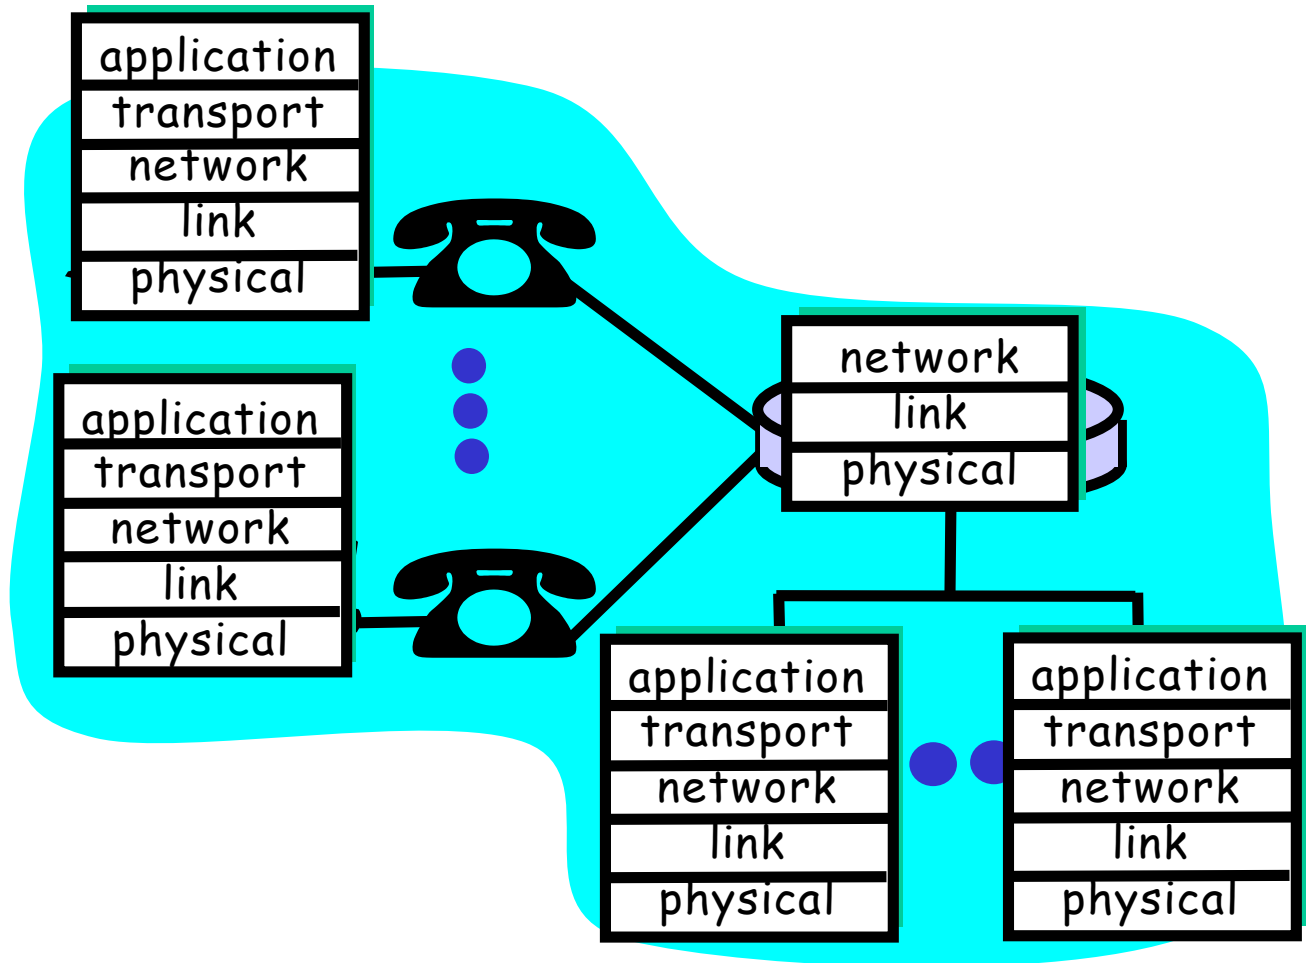 application
transport
network
link
physical
application
transport
network
link
physical
network
link
physical
application
transport
network
link
physical
application
transport
network
link
physical